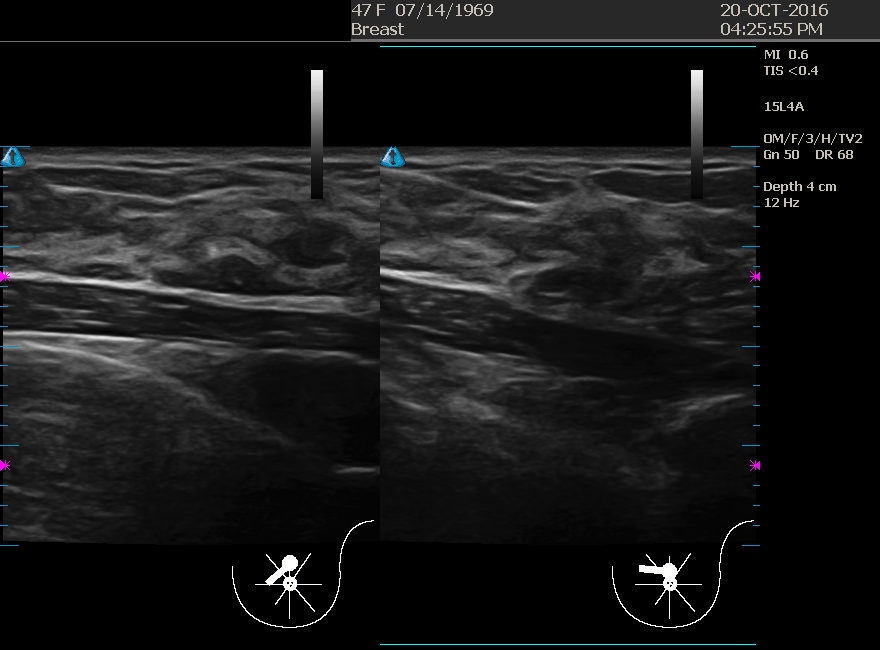 47 F 07/14/1969
20-OCT-2016
Breast
04:25:55 PM
MI 0.6
TIS <0.4
15L4A
OM/F/3/H/TV2
Gn 50 DR 68
Depth 4 cm
12 Hz